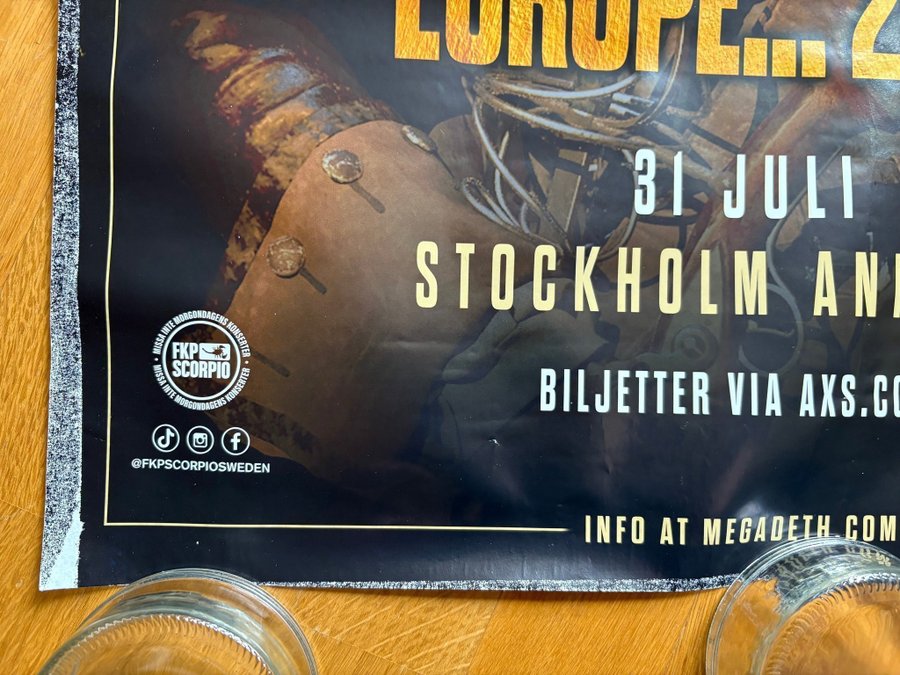 EUROPE... 2
31 JULI
STOCKHOLM AN
BILJETTER VIA AXS.CO
MISSA INTE MORGONDAGENS KONSERTER
FKP
SCORPIO
MISSA INTE MORGONDAGENS KONSERTER
@FKPSCORPIOSWEDEN
INFO AT MEGADETH.COM